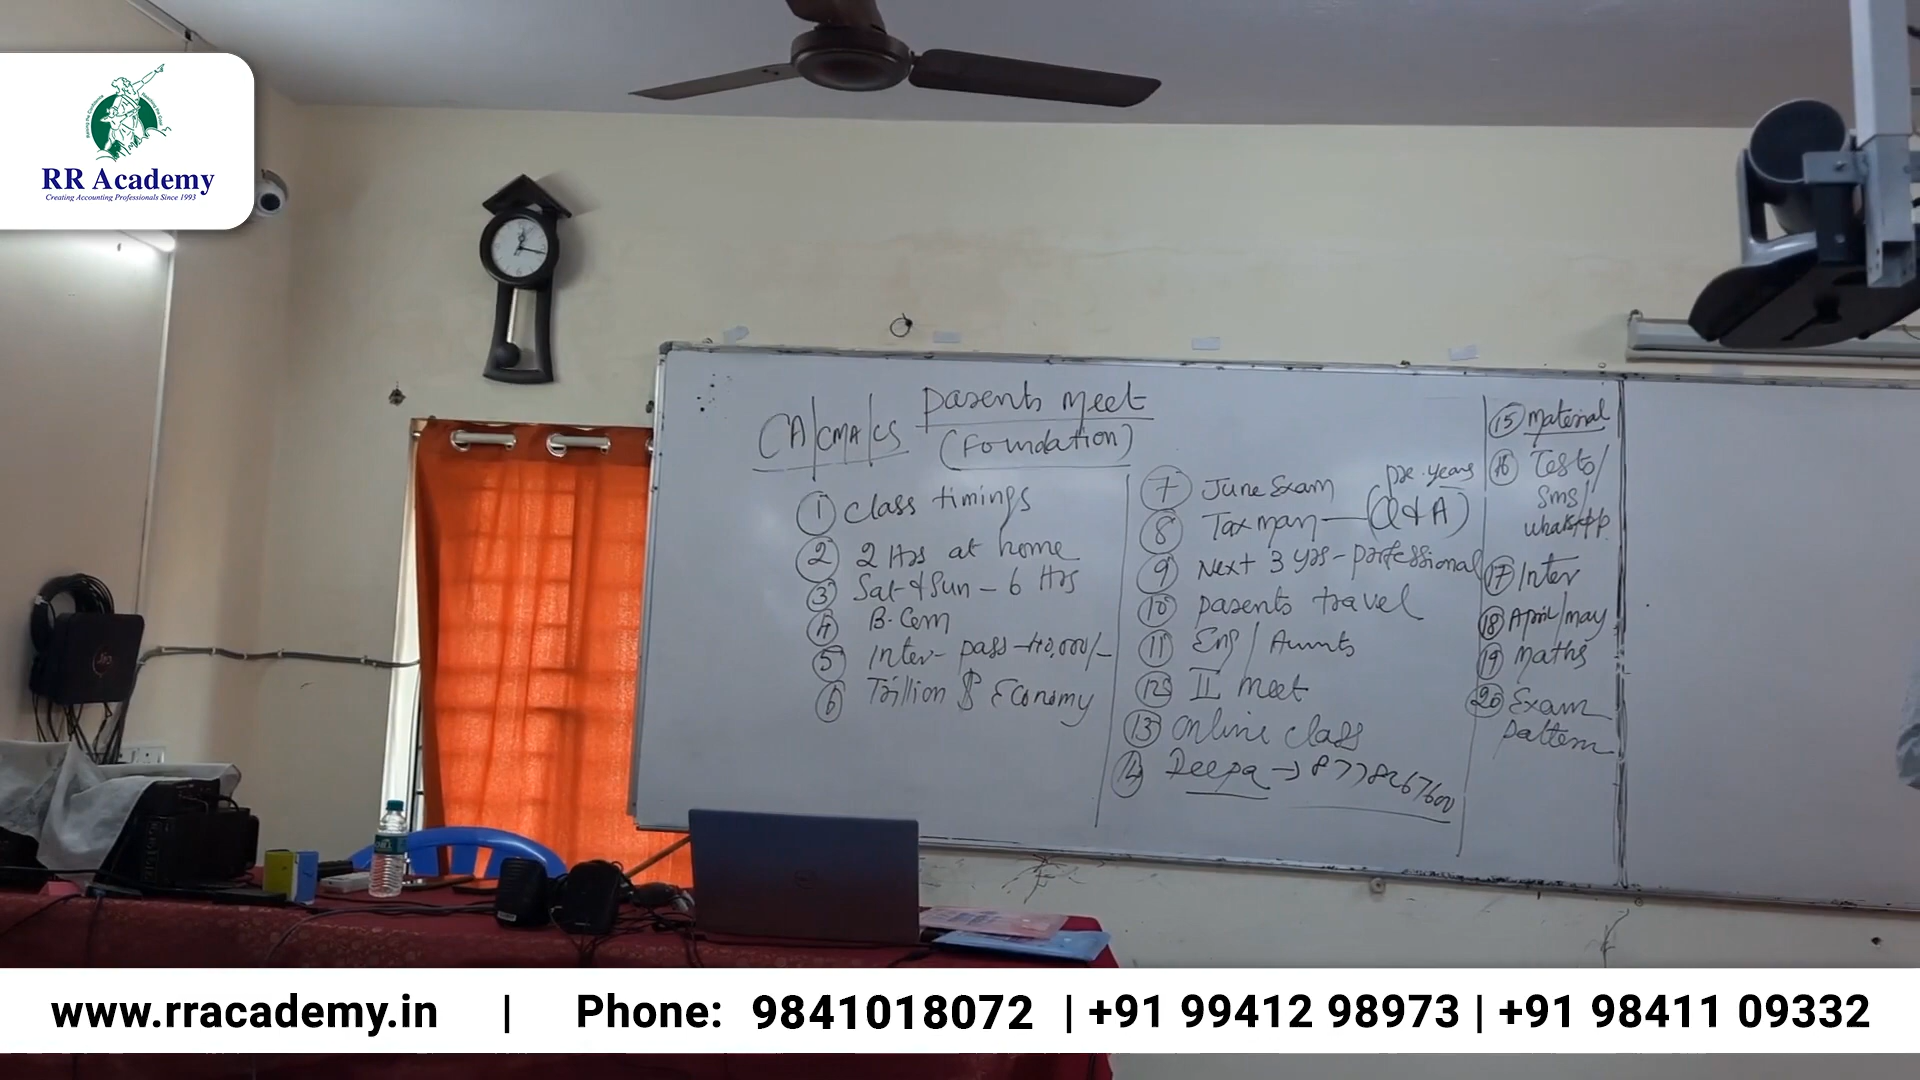 RR Academy
Creating Accounting Professionals Since 1993
Parents Meet
CA/CMA/CS (Foundation)
1 Class timings
2 2 Hrs at home
3 Sat & Sun - 6 Hrs
4 B.Com
5 Inter - pass - 40,000/-
6 Trillion $ Economy
7 June Exam
pre. years
8 Taxman - (Q & A)
9 Next 3 yrs - professional
10 parents travel
11 Eng / Aunts
12 II meet
13 Online class
14 Deepa → 8778267600
15 Material
16 Tests/
Sms/
WhatsApp
17 Inter
18 April/may
19 Maths
20 Exam
pattern
www.rracademy.in | Phone: 9841018072 | +91 99412 98973 | +91 98411 09332